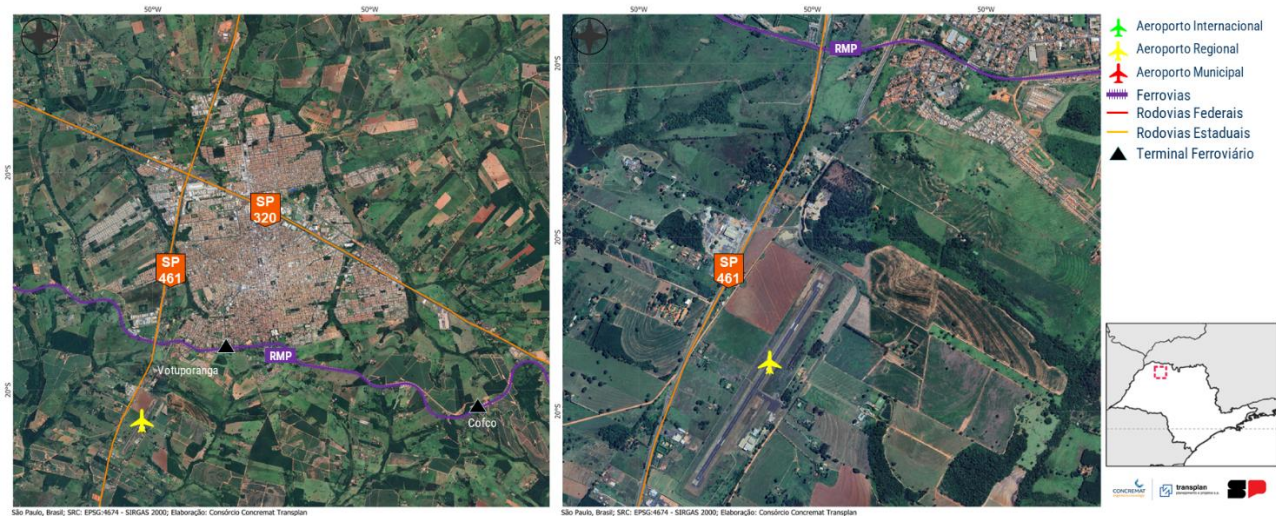 50°W
50°W
50°W
50°W
20°S
20°S
20°S
20°S
20°S
SP
320
SP
461
RMP
Votuporanga
Cofco
RMP
SP
461
Aeroporto Internacional
Aeroporto Regional
Aeroporto Municipal
Ferrovias
Rodovias Federais
Rodovias Estaduais
Terminal Ferroviário
CONCREMAT
transplan
SP
São Paulo, Brasil; SRC: EPSG:4674 - SIRGAS 2000; Elaboração: Consórcio Concremat Transplan
São Paulo, Brasil; SRC: EPSG:4674 - SIRGAS 2000; Elaboração: Consórcio Concremat Transplan